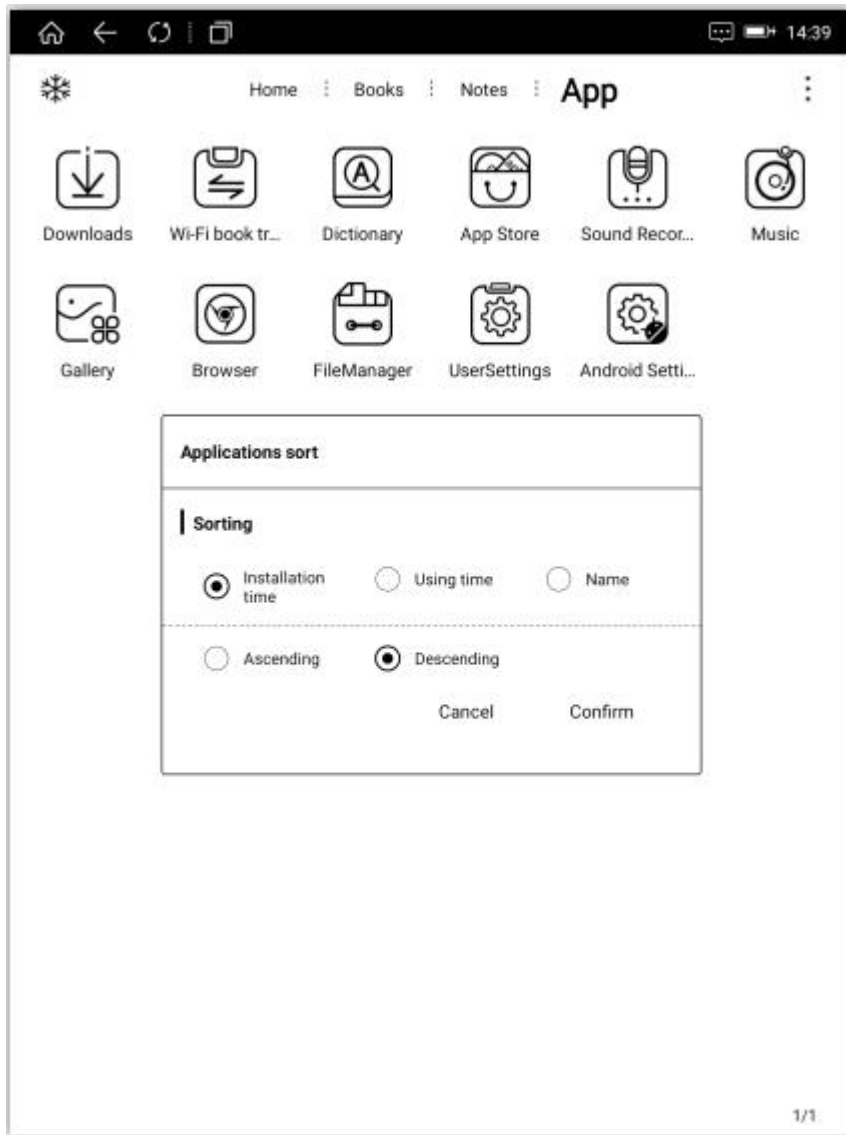 14:39
Home Books Notes App
Downloads Wi-Fi book tr... Dictionary App Store Sound Recor... Music
Gallery Browser FileManager UserSettings Android Setti...
Applications sort
Sorting
Installation time Using time Name
Ascending Descending
Cancel Confirm
1/1